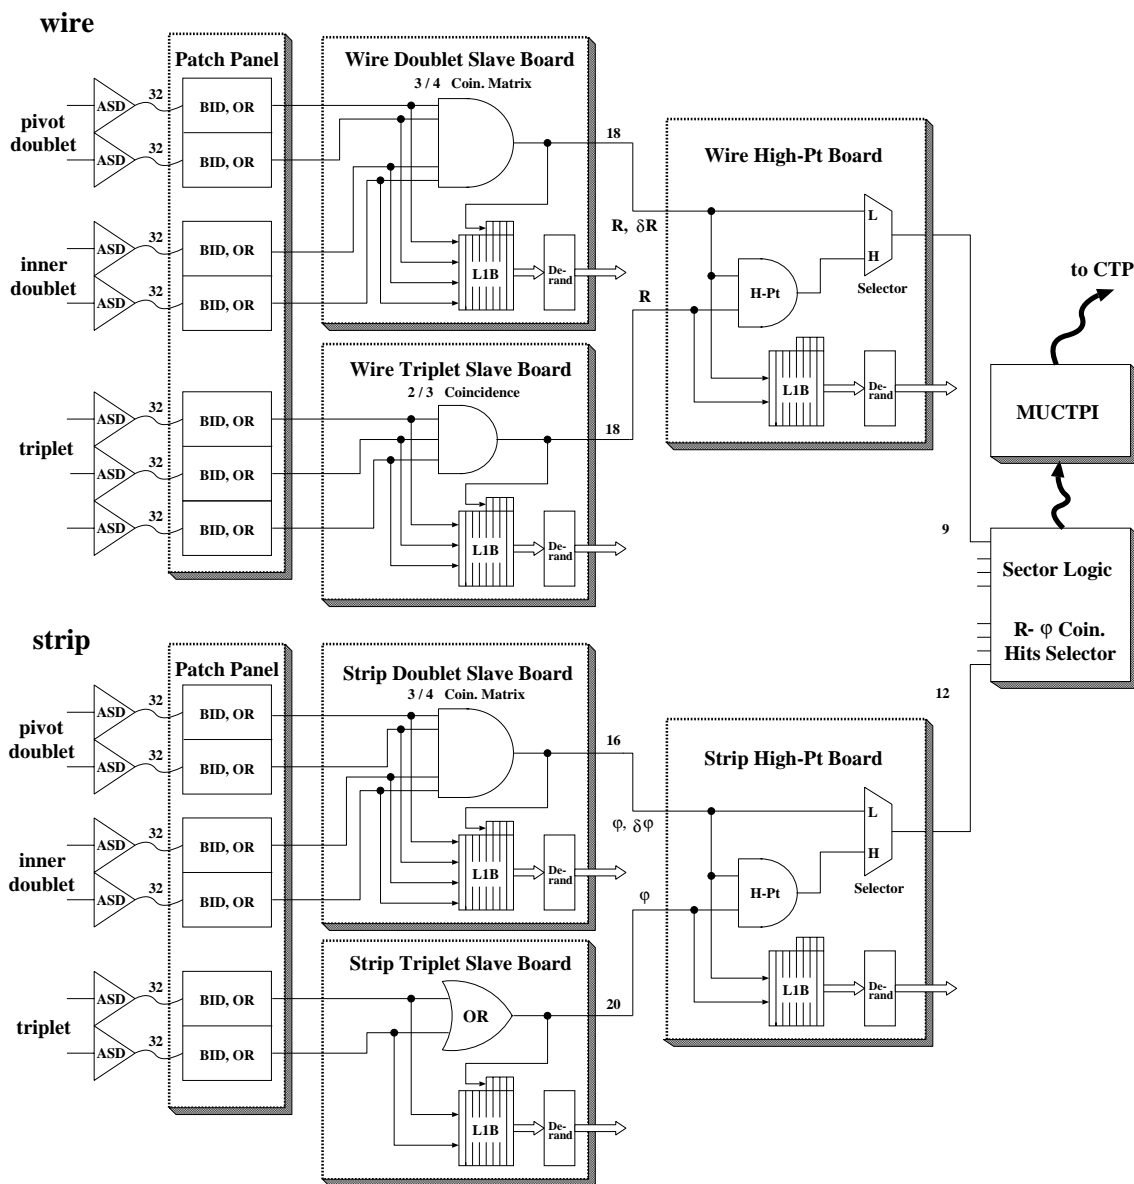 wire
Patch Panel
Wire Doublet Slave Board
3 / 4 Coin. Matrix
pivot
doublet
ASD
32
BID, OR
ASD
32
BID, OR
18
R, δR
inner
doublet
ASD
32
BID, OR
ASD
32
BID, OR
L1B
De-
rand
Wire High-Pt Board
L
H
Selector
H-Pt
R
L1B
De-
rand
Wire Triplet Slave Board
2 / 3 Coincidence
triplet
ASD
32
BID, OR
ASD
32
BID, OR
ASD
32
BID, OR
18
L1B
De-
rand
to CTP
MUCTPI
9
Sector Logic
R- φ Coin.
Hits Selector
12
strip
Patch Panel
Strip Doublet Slave Board
3 / 4 Coin. Matrix
pivot
doublet
ASD
32
BID, OR
ASD
32
BID, OR
16
φ, δφ
inner
doublet
ASD
32
BID, OR
ASD
32
BID, OR
L1B
De-
rand
Strip High-Pt Board
L
H
Selector
H-Pt
φ
L1B
De-
rand
Strip Triplet Slave Board
triplet
ASD
32
BID, OR
ASD
32
BID, OR
OR
20
L1B
De-
rand